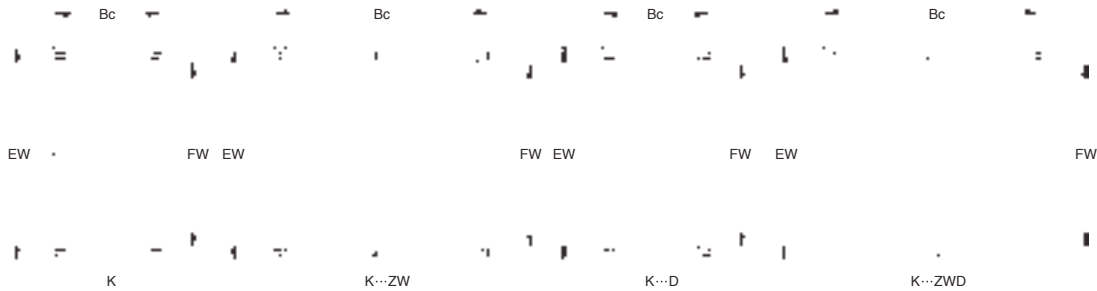 Bc Bc Bc Bc
EW FW EW FW EW FW EW FW
K K···ZW K···D K···ZWD